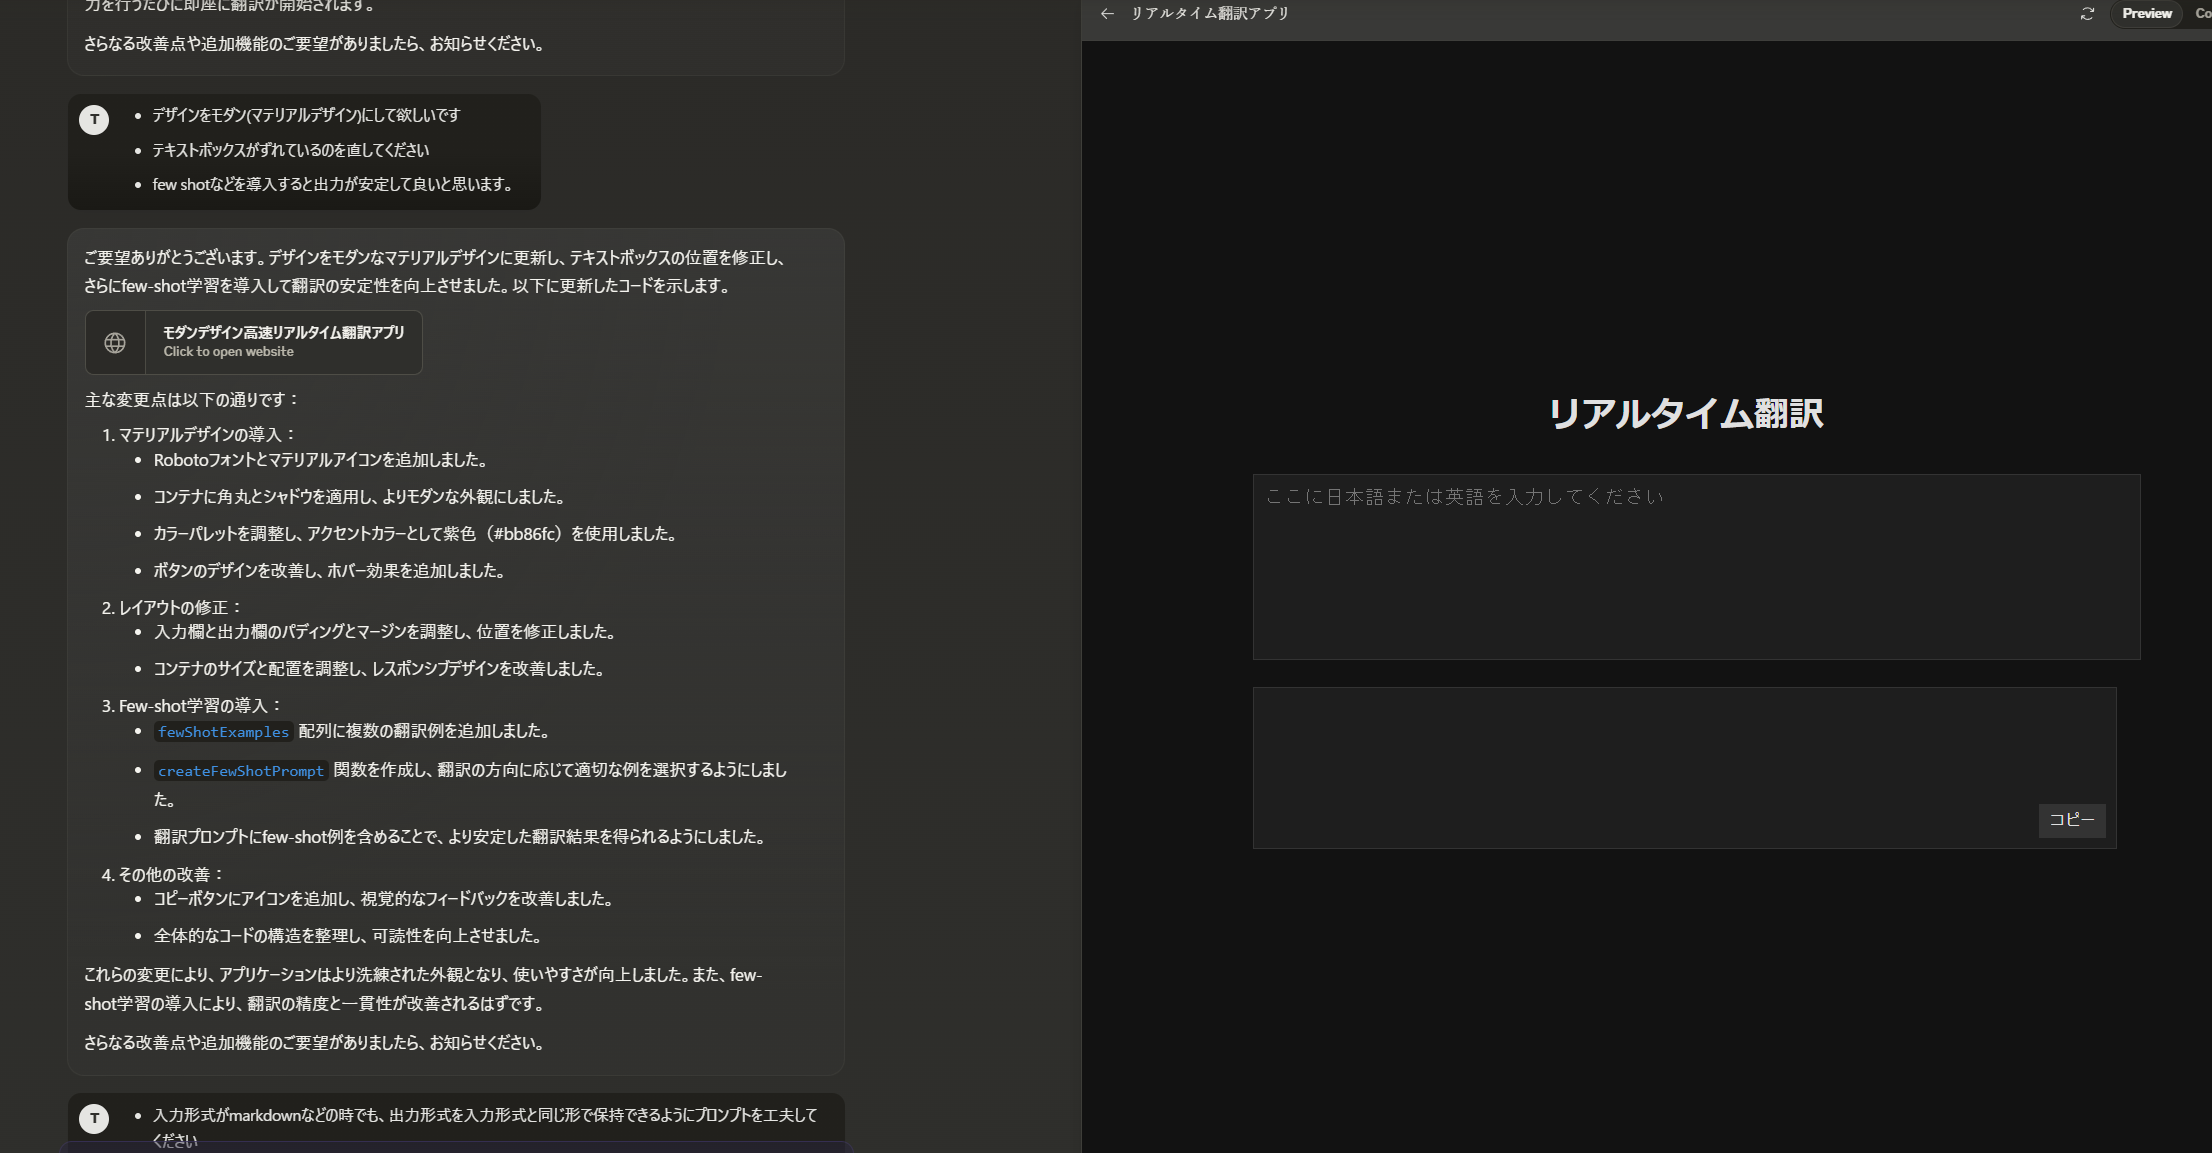 力を行うたびに即座に翻訳が開始されます。
さらなる改善点や追加機能のご要望がありましたら、お知らせください。
T
• デザインをモダン(マテリアルデザイン)にして欲しいです
• テキストボックスがずれているのを直してください
• few shotなどを導入すると出力が安定して良いと思います。
ご要望ありがとうございます。デザインをモダンなマテリアルデザインに更新し、テキストボックスの位置を修正し、
さらにfew-shot学習を導入して翻訳の安定性を向上させました。以下に更新したコードを示します。
モダンデザイン高速リアルタイム翻訳アプリ
Click to open website
主な変更点は以下の通りです：
1. マテリアルデザインの導入：
• Robotoフォントとマテリアルアイコンを追加しました。
• コンテナに角丸とシャドウを適用し、よりモダンな外観にしました。
• カラーパレットを調整し、アクセントカラーとして紫色（#bb86fc）を使用しました。
• ボタンのデザインを改善し、ホバー効果を追加しました。
2. レイアウトの修正：
• 入力欄と出力欄のパディングとマージンを調整し、位置を修正しました。
• コンテナのサイズと配置を調整し、レスポンシブデザインを改善しました。
3. Few-shot学習の導入：
• fewShotExamples 配列に複数の翻訳例を追加しました。
• createFewShotPrompt 関数を作成し、翻訳の方向に応じて適切な例を選択するようにしまし
た。
• 翻訳プロンプトにfew-shot例を含めることで、より安定した翻訳結果を得られるようにしました。
4. その他の改善：
• コピーボタンにアイコンを追加し、視覚的なフィードバックを改善しました。
• 全体的なコードの構造を整理し、可読性を向上させました。
これらの変更により、アプリケーションはより洗練された外観となり、使いやすさが向上しました。また、few-
shot学習の導入により、翻訳の精度と一貫性が改善されるはずです。
さらなる改善点や追加機能のご要望がありましたら、お知らせください。
T
• 入力形式がmarkdownなどの時でも、出力形式を入力形式と同じ形で保持できるようにプロンプトを工夫して
ください
← リアルタイム翻訳アプリ
Preview
Co
リアルタイム翻訳
ここに日本語または英語を入力してください
コピー